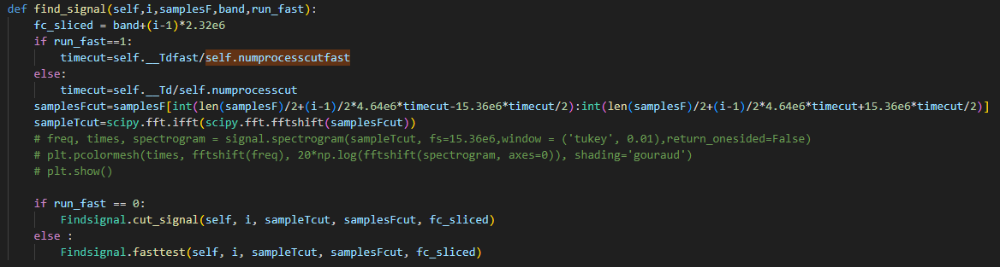 def find_signal(self,i,samplesF,band,run_fast):
    fc_sliced = band+(i-1)*2.32e6
    if run_fast==1:
        timecut=self.__Tdfast/self.numprocesscutfast
    else:
        timecut=self.__Td/self.numprocesscut
    samplesFcut=samplesF[int(len(samplesF)/2+(i-1)/2*4.64e6*timecut-15.36e6*timecut/2):int(len(samplesF)/2+(i-1)/2*4.64e6*timecut+15.36e6*timecut/2)]
    sampleTcut=scipy.fft.ifft(scipy.fft.fftshift(samplesFcut))
    # freq, times, spectrogram = signal.spectrogram(sampleTcut, fs=15.36e6,window = ('tukey', 0.01),return_onesided=False)
    # plt.pcolormesh(times, fftshift(freq), 20*np.log(fftshift(spectrogram, axes=0)), shading='gouraud')
    # plt.show()
    if run_fast == 0:
        Findsignal.cut_signal(self, i, sampleTcut, samplesFcut, fc_sliced)
    else :
        Findsignal.fasttest(self, i, sampleTcut, samplesFcut, fc_sliced)